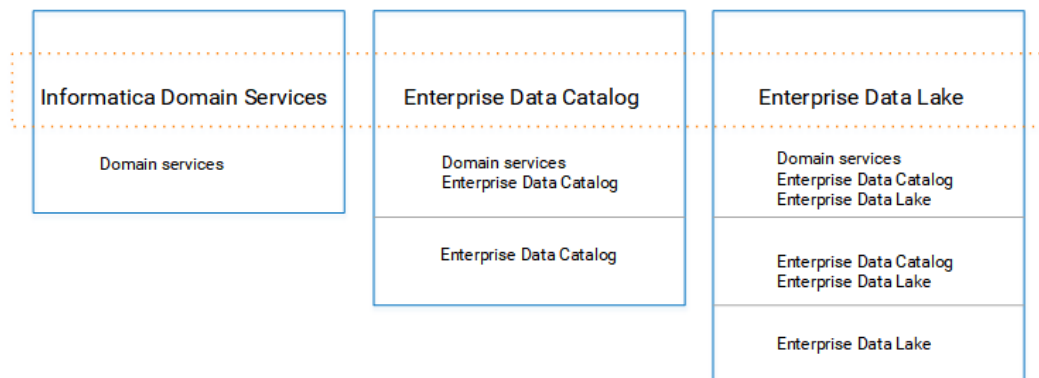 Informatica Domain Services
Domain services
Enterprise Data Catalog
Domain services
Enterprise Data Catalog
Enterprise Data Catalog
Enterprise Data Lake
Domain services
Enterprise Data Catalog
Enterprise Data Lake
Enterprise Data Catalog
Enterprise Data Lake
Enterprise Data Lake